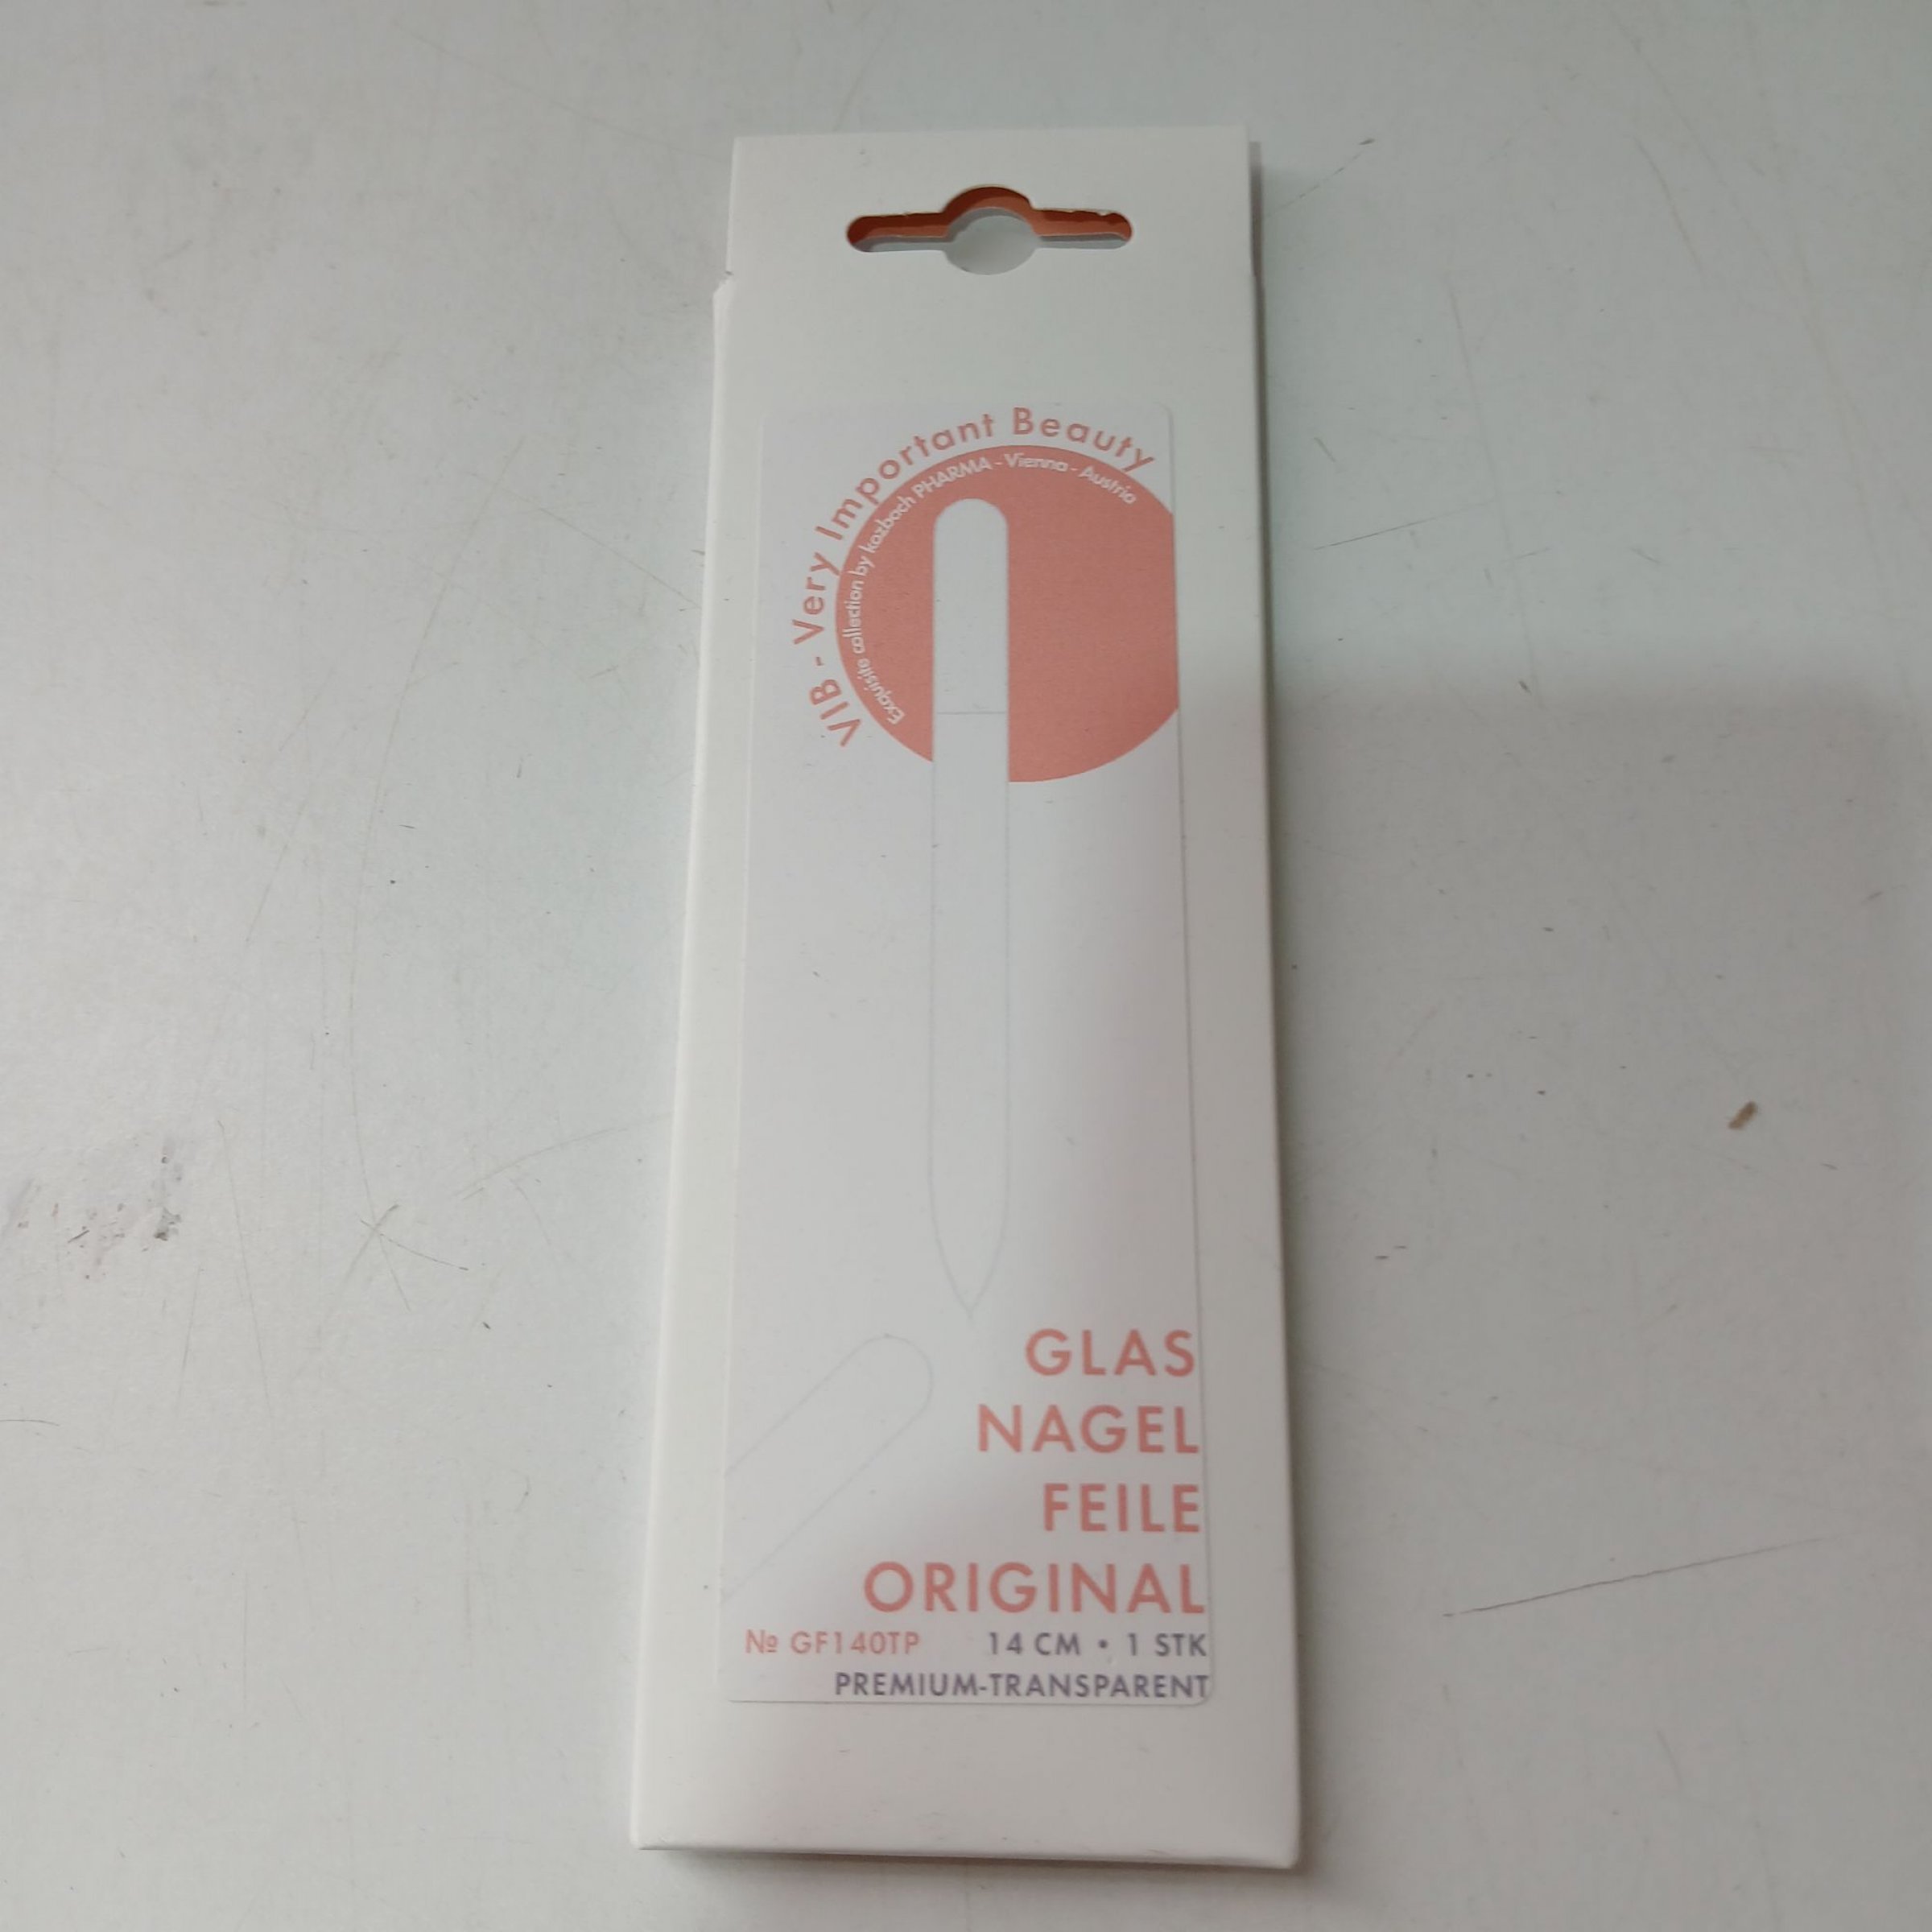 VIB - Very Important Beauty
Exquisite collection by kozbach PHARMA - Vienna - Austria
GLAS
NAGEL
FEILE
ORIGINAL
№ GF140TP 14 CM • 1 STK
PREMIUM-TRANSPARENT